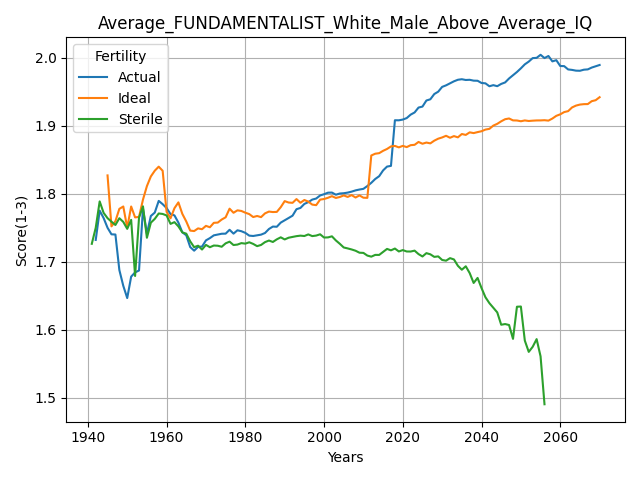 Average_FUNDAMENTALIST_White_Male_Above_Average_IQ
Fertility
Actual
Ideal
Sterile
Score(1-3)
2.0
1.9
1.8
1.7
1.6
1.5
1940 1960 1980 2000 2020 2040 2060
Years